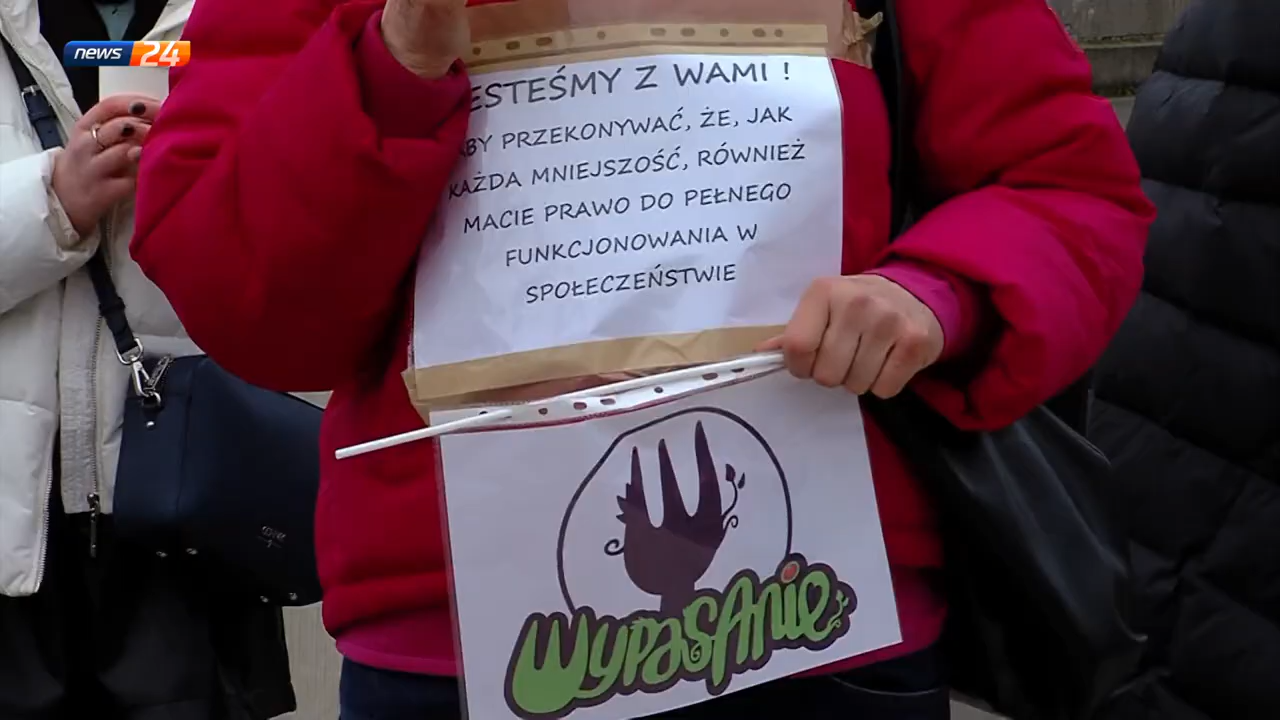 news 24
ESTEŚMY Z WAMI !
ABY PRZEKONYWAĆ, ŻE, JAK
KAŻDA MNIEJSZOŚĆ, RÓWNIEŻ
MACIE PRAWO DO PEŁNEGO
FUNKCJONOWANIA W
SPOŁECZEŃSTWIE
WYPASAnie